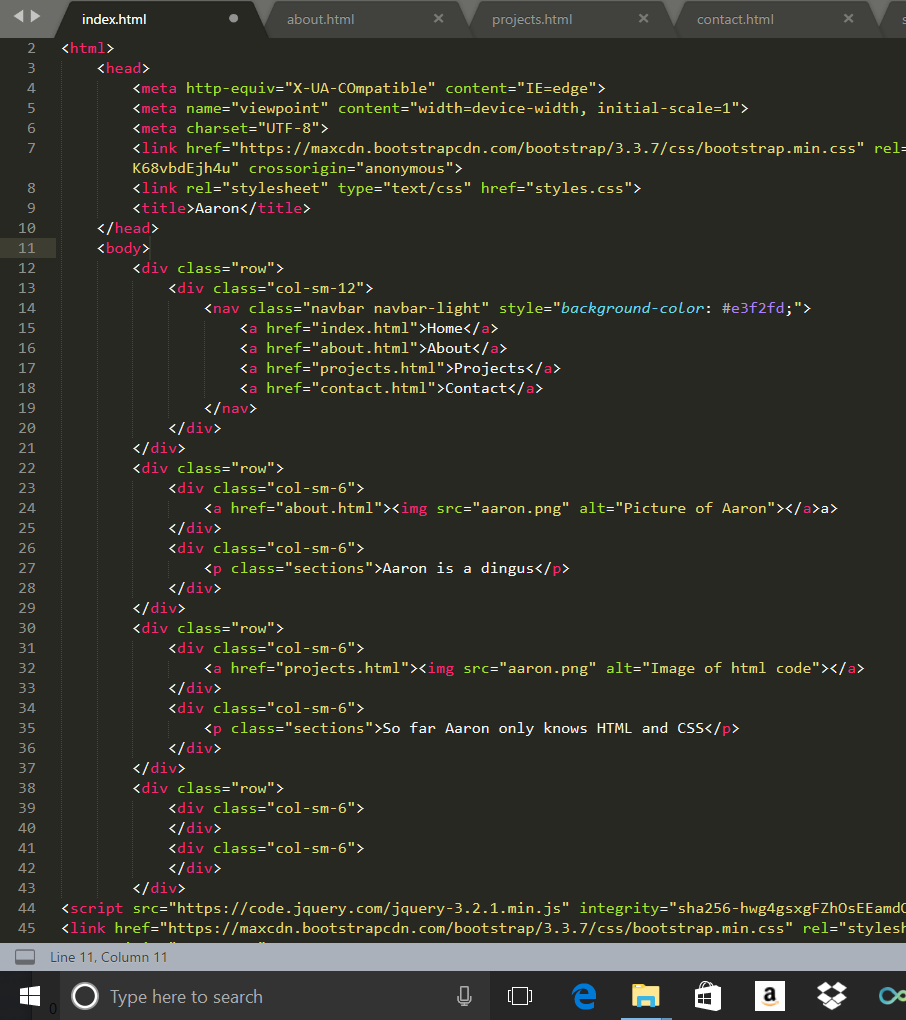 index.html about.html projects.html contact.html
2 <html>
3 <head>
4 <meta http-equiv="X-UA-COmpatible" content="IE=edge">
5 <meta name="viewport" content="width=device-width, initial-scale=1">
6 <meta charset="UTF-8">
7 <link href="https://maxcdn.bootstrapcdn.com/bootstrap/3.3.7/css/bootstrap.min.css" rel=
K68vbdEjh4u" crossorigin="anonymous">
8 <link rel="stylesheet" type="text/css" href="styles.css">
9 <title>Aaron</title>
10 </head>
11 <body>
12 <div class="row">
13 <div class="col-sm-12">
14 <nav class="navbar navbar-light" style="background-color: #e3f2fd;">
15 <a href="index.html">Home</a>
16 <a href="about.html">About</a>
17 <a href="projects.html">Projects</a>
18 <a href="contact.html">Contact</a>
19 </nav>
20 </div>
21 </div>
22 <div class="row">
23 <div class="col-sm-6">
24 <a href="about.html"><img src="aaron.png" alt="Picture of Aaron"></a>a>
25 </div>
26 <div class="col-sm-6">
27 <p class="sections">Aaron is a dingus</p>
28 </div>
29 </div>
30 <div class="row">
31 <div class="col-sm-6">
32 <a href="projects.html"><img src="aaron.png" alt="Image of html code"></a>
33 </div>
34 <div class="col-sm-6">
35 <p class="sections">So far Aaron only knows HTML and CSS</p>
36 </div>
37 </div>
38 <div class="row">
39 <div class="col-sm-6">
40 </div>
41 <div class="col-sm-6">
42 </div>
43 </div>
44 <script src="https://code.jquery.com/jquery-3.2.1.min.js" integrity="sha256-hwg4gsxgFZhOsEEamdO
45 <link href="https://maxcdn.bootstrapcdn.com/bootstrap/3.3.7/css/bootstrap.min.css" rel="stylesh
Line 11, Column 11
0 Type here to search a